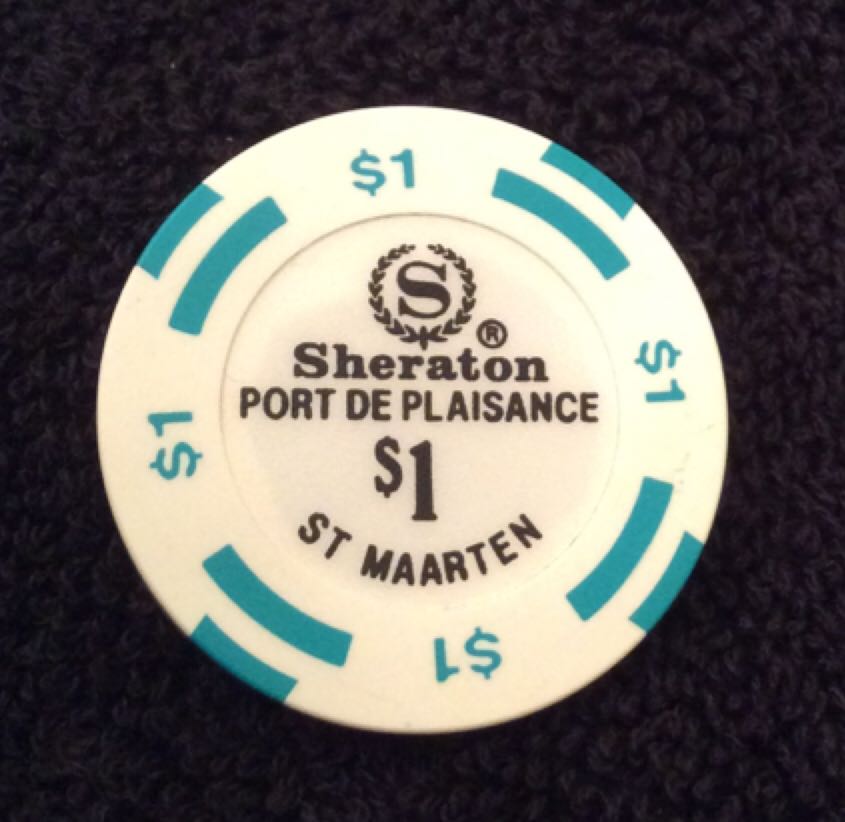 $1
S
®
Sheraton
PORT DE PLAISANCE
$1
ST MAARTEN
$1
$1
$1